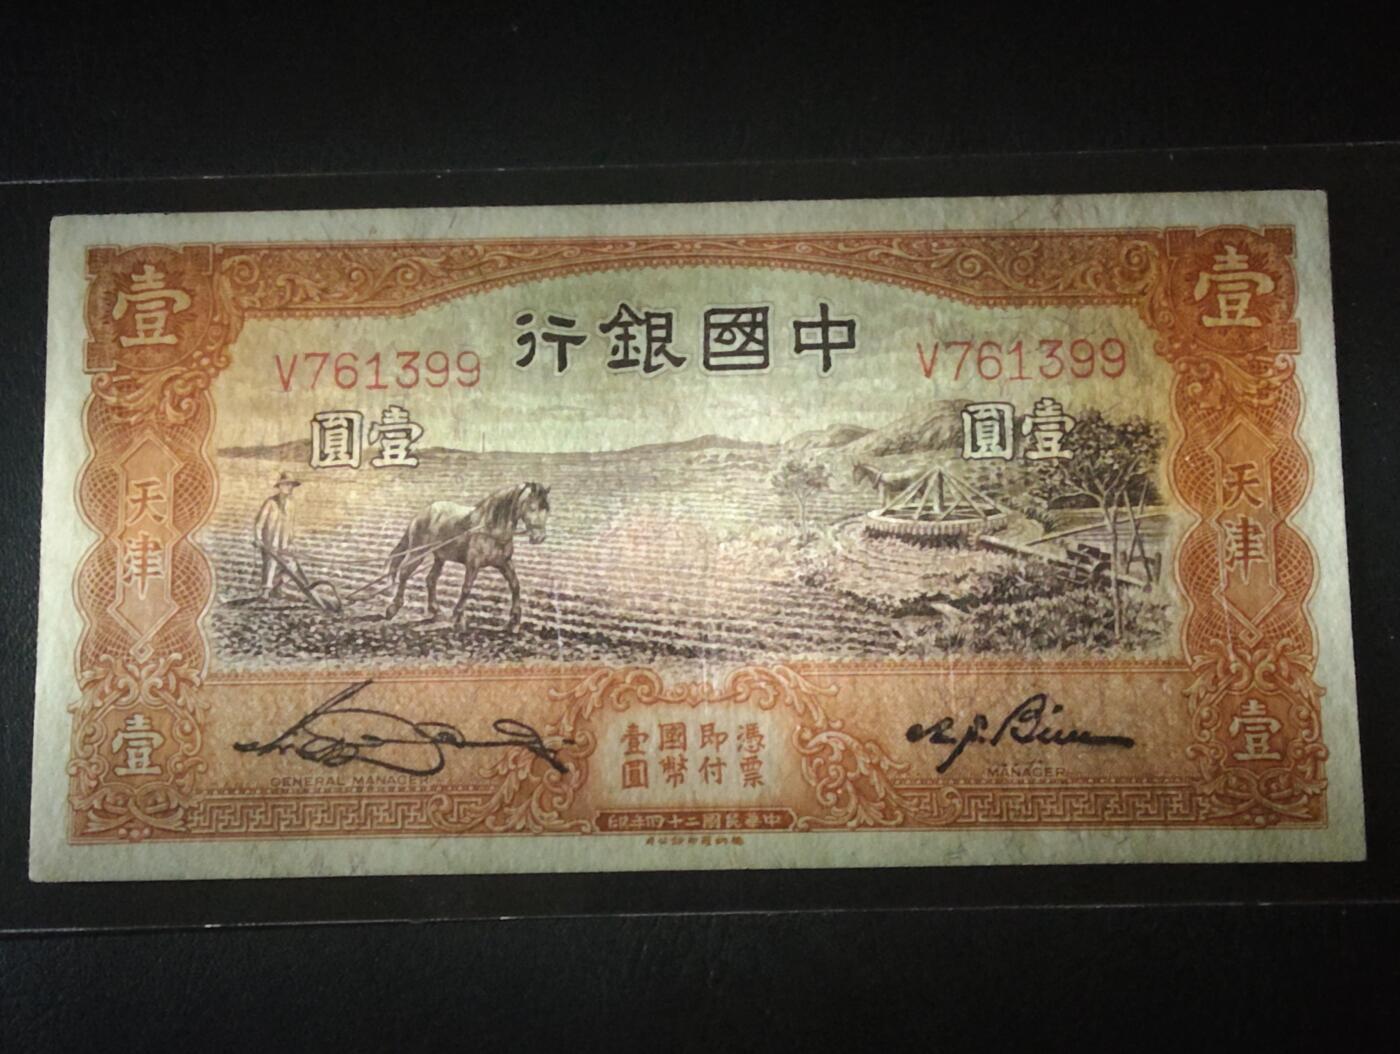 壹 壹
中國銀行
V761399 V761399
壹圓 壹圓
天津 天津
壹 壹
憑票
即付
國幣
壹圓
GENERAL MANAGER MANAGER
中華民國二十四年印